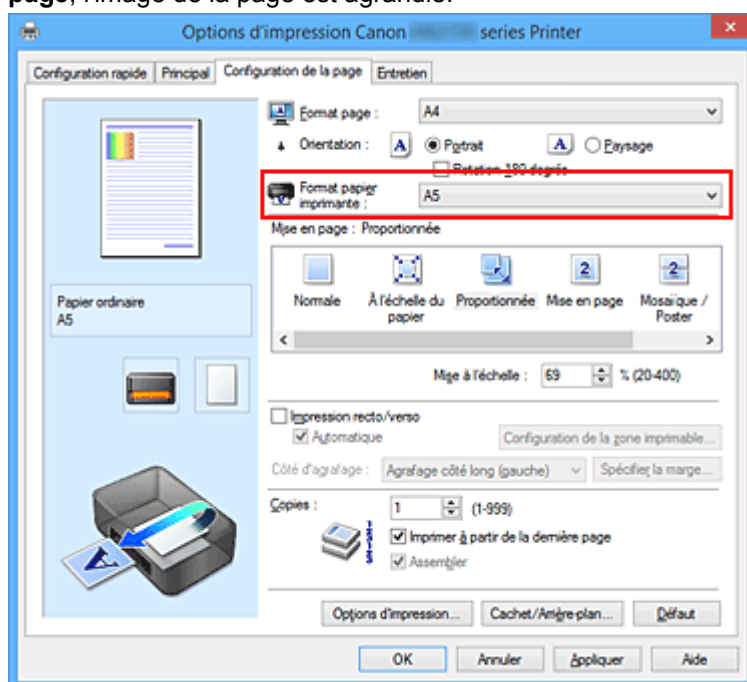 page, l'image de la page est agrandie.
Options d'impression Canon series Printer
Configuration rapide Principal Configuration de la page Entretien
Format page : A4
Orientation : A Portrait A Paysage
Rotation 180 degrés
Format papier imprimante : A5
Mise en page : Proportionnée
Normale À l'échelle du papier Proportionnée Mise en page Mosaïque / Poster
Papier ordinaire
A5
Mise à l'échelle : 69 % (20-400)
Impression recto/verso
Automatique Configuration de la zone imprimable...
Côté d'agrafage : Agrafage côté long (gauche) Spécifier la marge...
Copies : 1 (1-999)
Imprimer à partir de la dernière page
Assembler
Options d'impression... Cachet/Arrière-plan... Défaut
OK Annuler Appliquer Aide